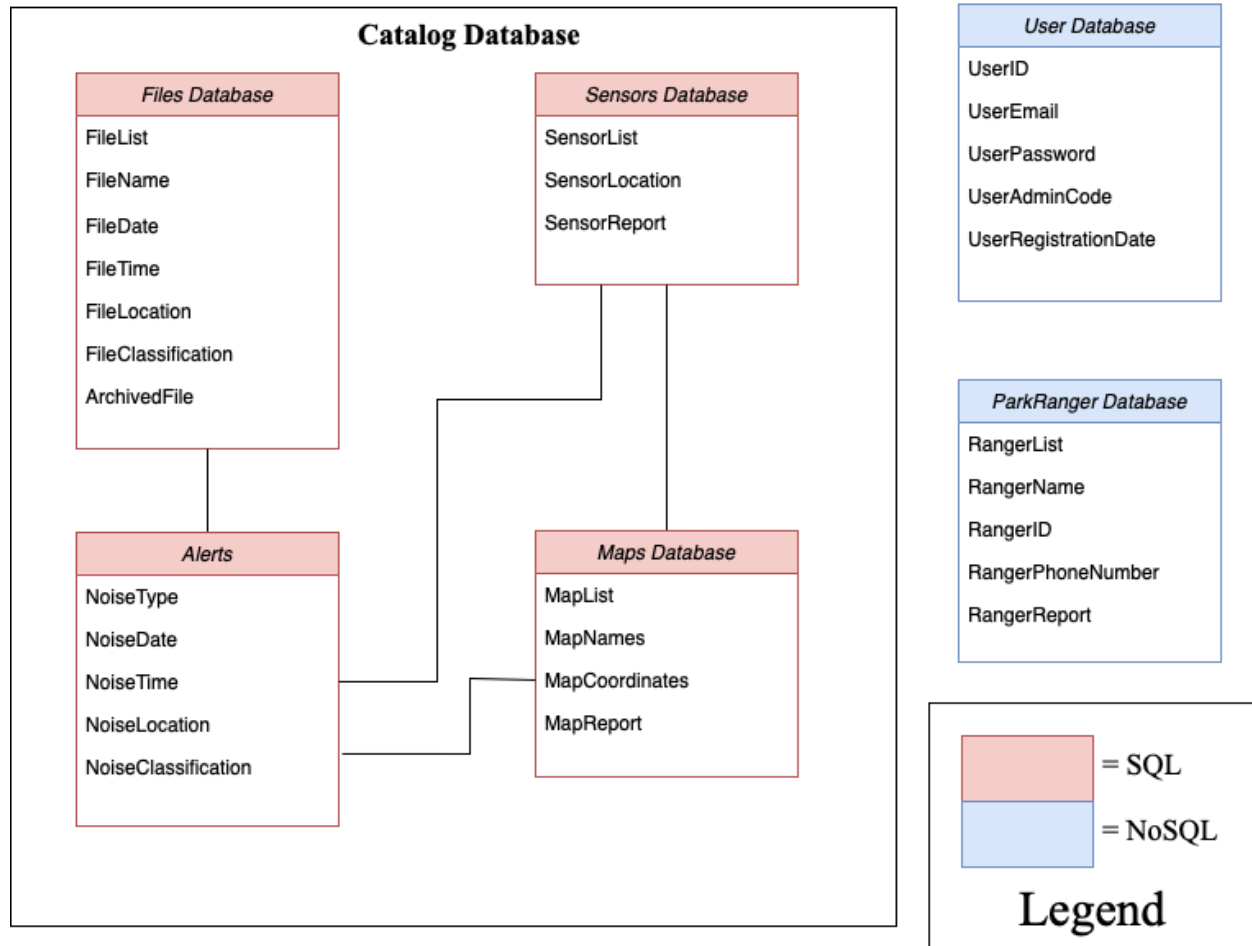 Catalog Database
Files Database
FileList
FileName
FileDate
FileTime
FileLocation
FileClassification
ArchivedFile
Sensors Database
SensorList
SensorLocation
SensorReport
Alerts
NoiseType
NoiseDate
NoiseTime
NoiseLocation
NoiseClassification
Maps Database
MapList
MapNames
MapCoordinates
MapReport
User Database
UserID
UserEmail
UserPassword
UserAdminCode
UserRegistrationDate
ParkRanger Database
RangerList
RangerName
RangerID
RangerPhoneNumber
RangerReport
= SQL
= NoSQL
Legend